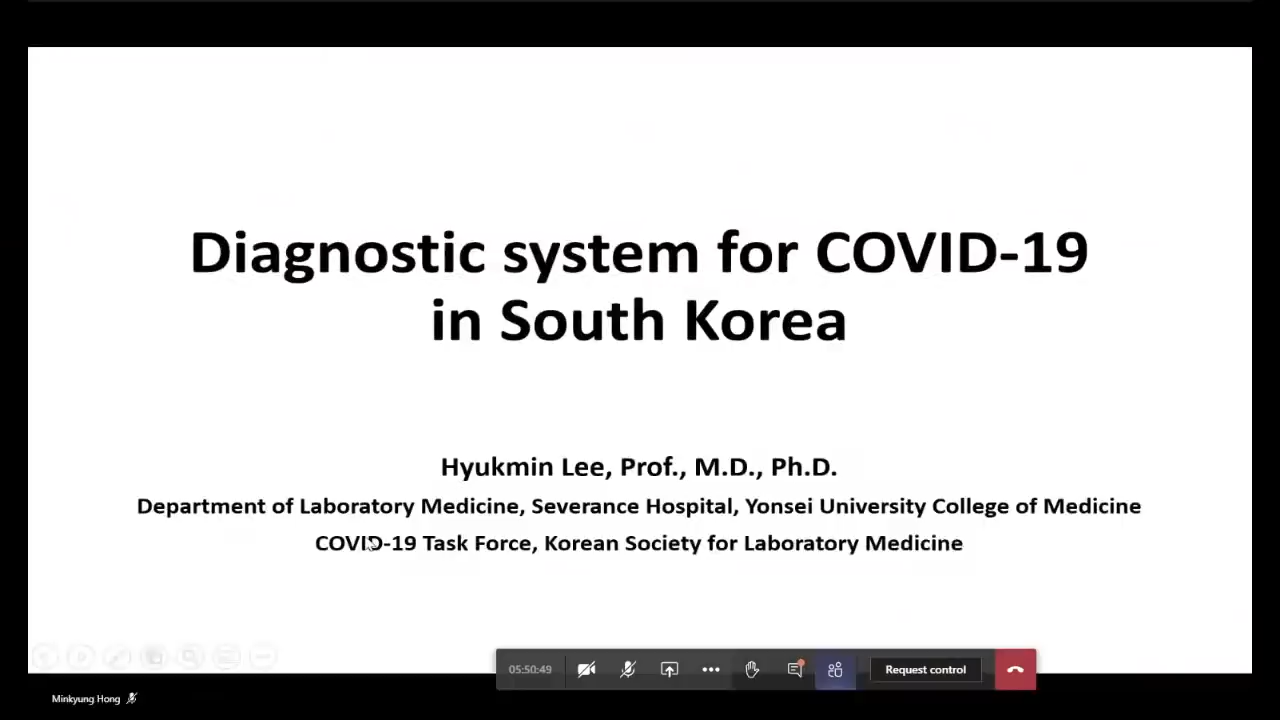 Diagnostic system for COVID-19
in South Korea
Hyukmin Lee, Prof., M.D., Ph.D.
Department of Laboratory Medicine, Severance Hospital, Yonsei University College of Medicine
COVID-19 Task Force, Korean Society for Laboratory Medicine
05:50:49
Request control
Minkyung Hong